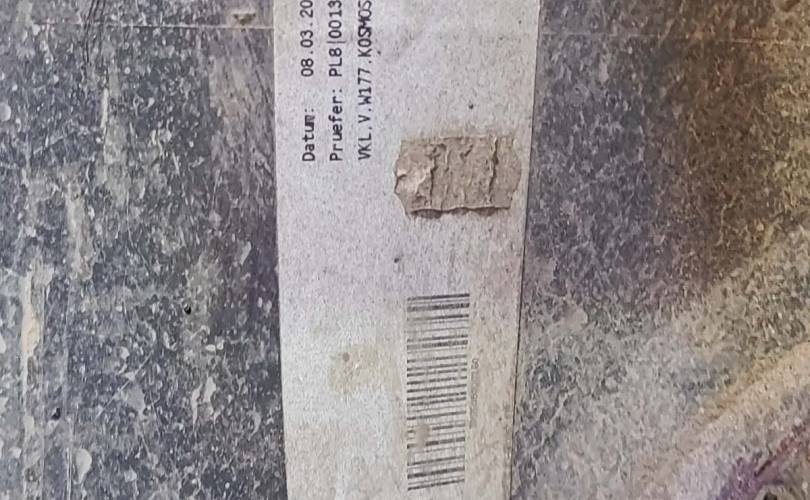 Datum: 08.03.20
Pruefer: PL8|0013
VKL.V.W177.KOSMOS